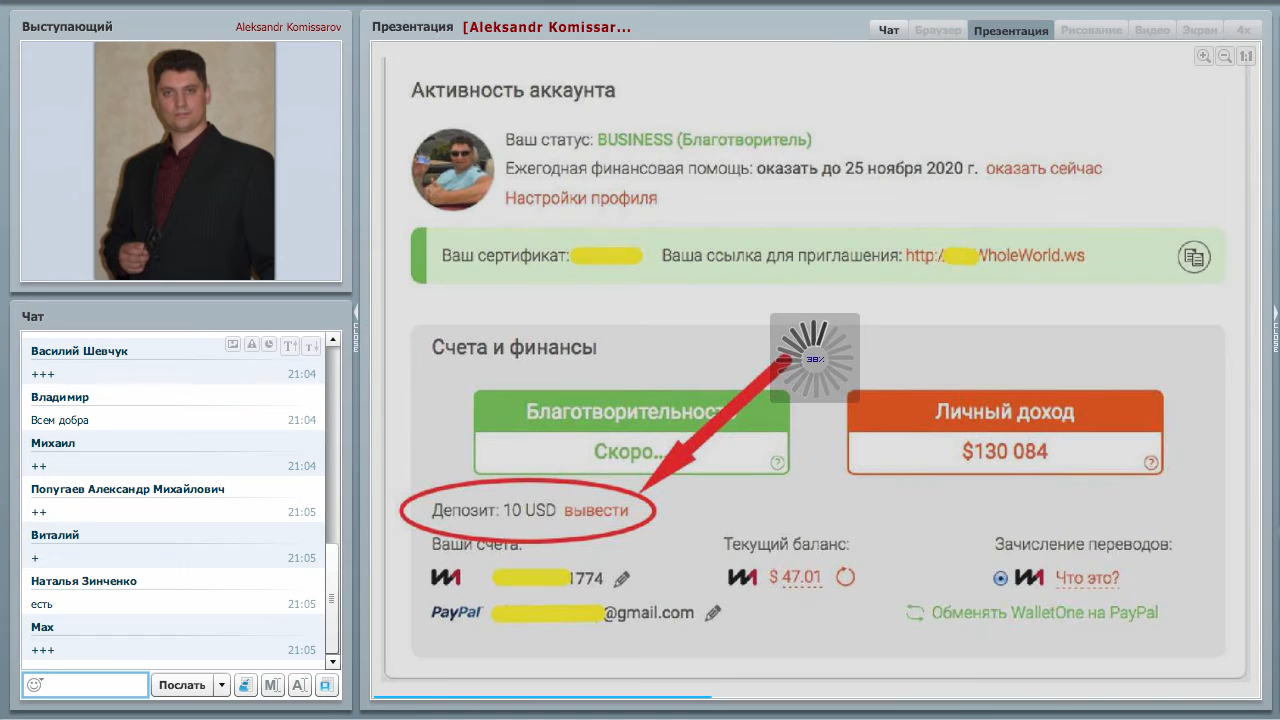 Выступающий
Aleksandr Komissarov
Чат
Василий Шевчук
+++
21:04
Владимир
Всем добра
21:04
Михаил
++
21:04
Попугаев Александр Михайлович
++
21:05
Виталий
+
21:05
Наталья Зинченко
есть
21:05
Max
+++
21:05
Послать
Презентация
[Aleksandr Komissar...
Чат
Браузер
Презентация
Рисование
Видео
Экран
4x
1:1
Активность аккаунта
Ваш статус: BUSINESS (Благотворитель)
Ежегодная финансовая помощь: оказать до 25 ноября 2020 г. оказать сейчас
Настройки профиля
Ваш сертификат:
Ваша ссылка для приглашения: http:/ WholeWorld.ws
Счета и финансы
38%
Благотворительность
Скоро...
Личный доход
$130 084
Депозит: 10 USD вывести
Ваши счета:
Текущий баланс:
Зачисление переводов:
1774
$ 47.01
Что это?
PayPal
@gmail.com
Обменять WalletOne на PayPal